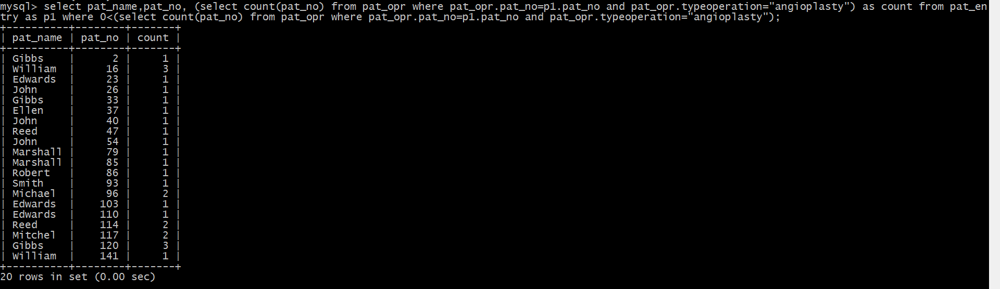 mysql> select pat_name,pat_no, (select count(pat_no) from pat_opr where pat_opr.pat_no=p1.pat_no and pat_opr.typeoperation="angioplasty") as count from pat_en
try as p1 where 0<(select count(pat_no) from pat_opr where pat_opr.pat_no=p1.pat_no and pat_opr.typeoperation="angioplasty");
+----------+--------+-------+
| pat_name | pat_no | count |
+----------+--------+-------+
| Gibbs    |      2 |     1 |
| William  |     16 |     3 |
| Edwards  |     23 |     1 |
| John     |     26 |     1 |
| Gibbs    |     33 |     1 |
| Ellen    |     37 |     1 |
| John     |     40 |     1 |
| Reed     |     47 |     1 |
| John     |     54 |     1 |
| Marshall |     79 |     1 |
| Marshall |     85 |     1 |
| Robert   |     86 |     1 |
| Smith    |     93 |     1 |
| Michael  |     96 |     2 |
| Edwards  |    103 |     1 |
| Edwards  |    110 |     1 |
| Reed     |    114 |     2 |
| Mitchel  |    117 |     2 |
| Gibbs    |    120 |     3 |
| William  |    141 |     1 |
+----------+--------+-------+
20 rows in set (0.00 sec)